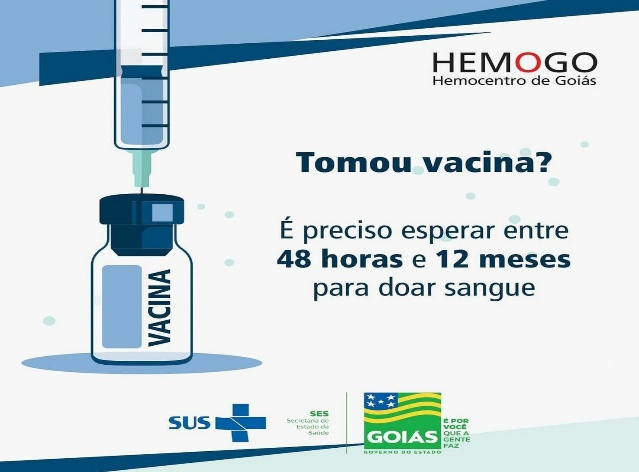 HEMOGO
Hemocentro de Goiás
Tomou vacina?
É preciso esperar entre
48 horas e 12 meses
para doar sangue
VACINA
SUS
SES
Secretaria de
Estado da
Saúde
GOIÁS
GOVERNO DO ESTADO
É POR
VOCÊ
QUE A
GENTE
FAZ